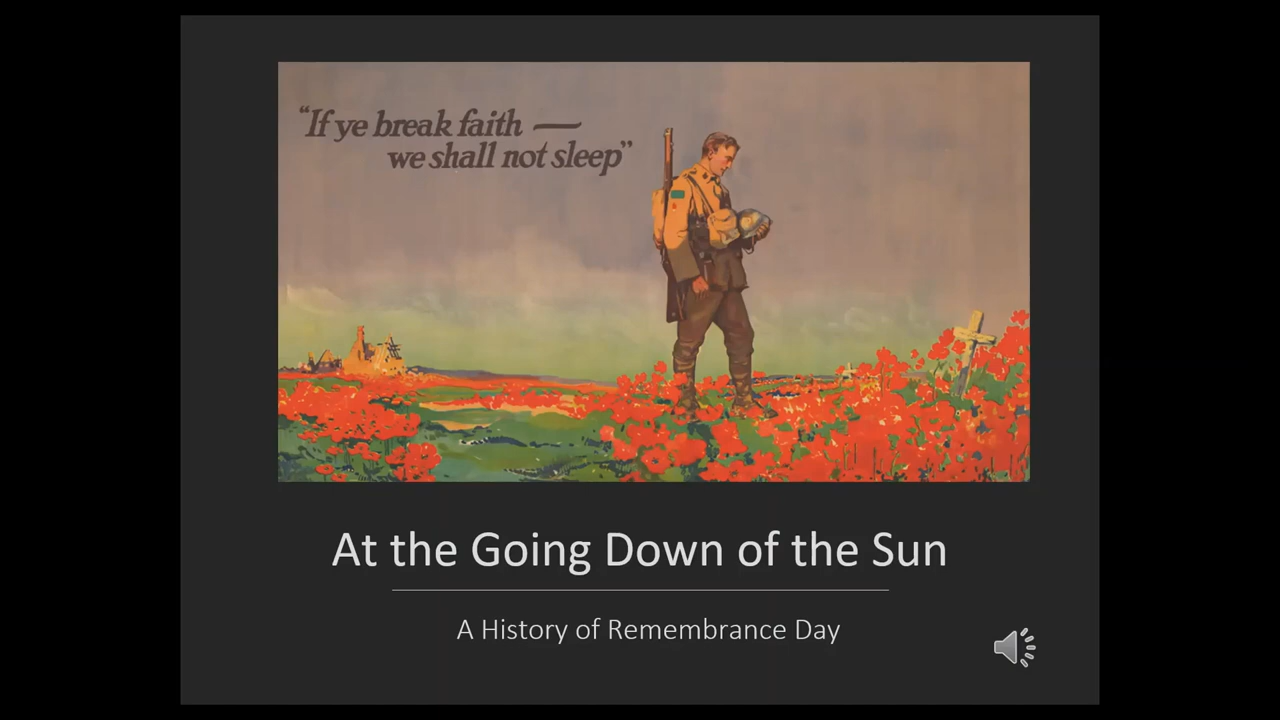 “If ye break faith —
we shall not sleep”
At the Going Down of the Sun
A History of Remembrance Day